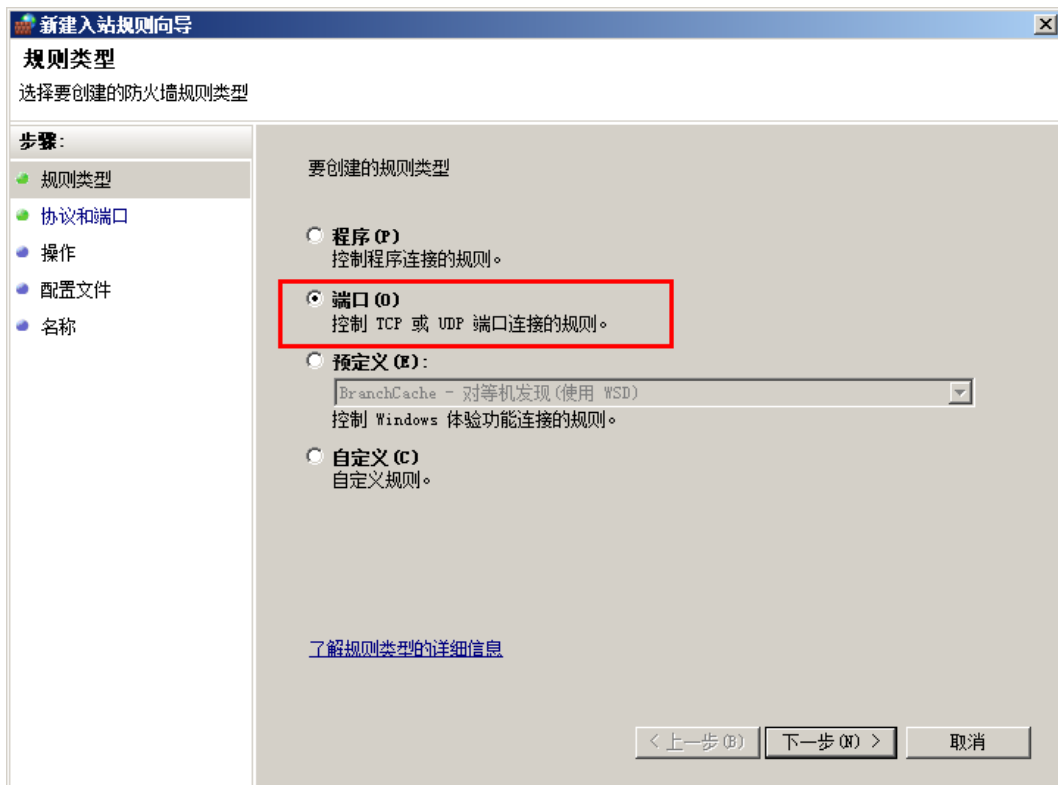 新建入站规则向导
规则类型
选择要创建的防火墙规则类型
步骤:
规则类型
协议和端口
操作
配置文件
名称
要创建的规则类型
程序(P)
控制程序连接的规则。
端口(O)
控制 TCP 或 UDP 端口连接的规则。
预定义(E):
BranchCache - 对等机发现(使用 WSD)
控制 Windows 体验功能连接的规则。
自定义(C)
自定义规则。
了解规则类型的详细信息
< 上一步(B)
下一步(N) >
取消